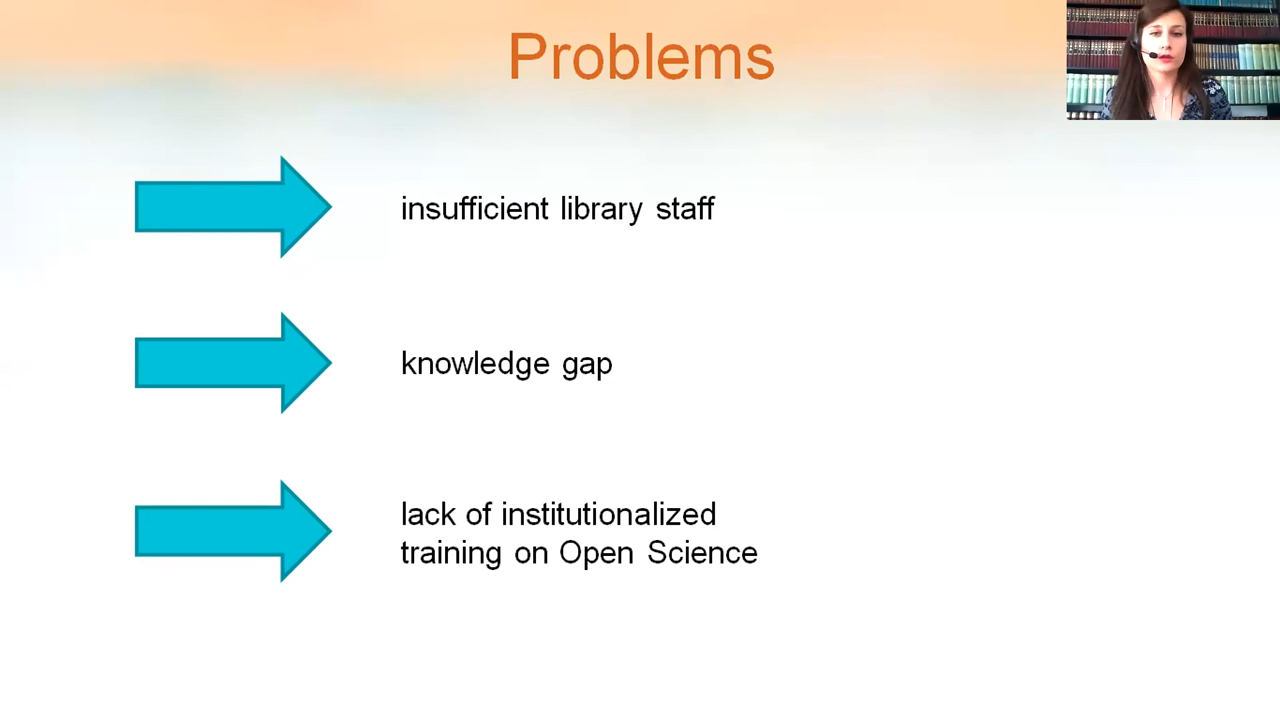 Problems
insufficient library staff
knowledge gap
lack of institutionalized
training on Open Science